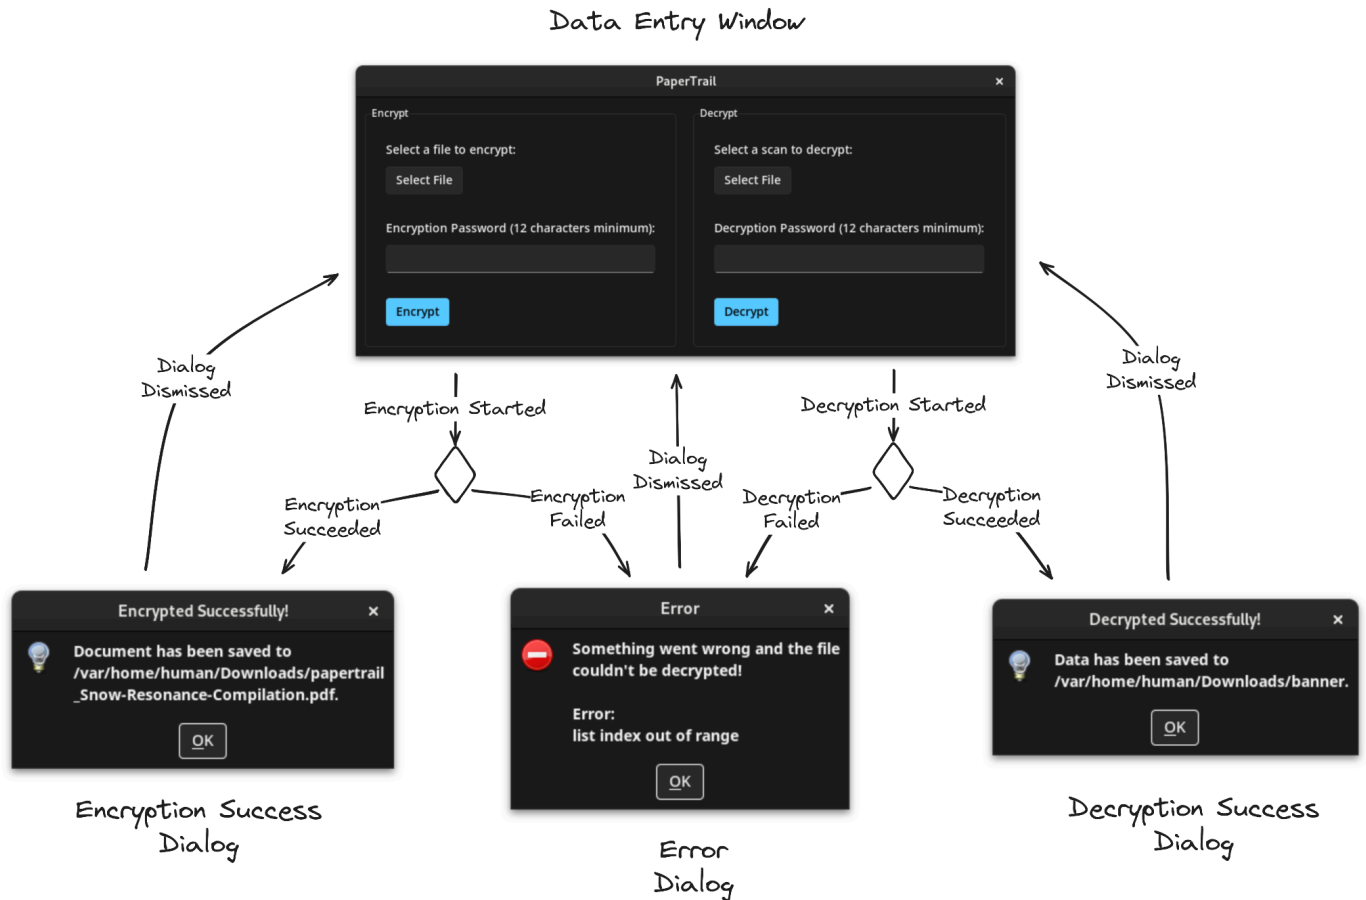 Data Entry Window
PaperTrail
×
Encrypt
Select a file to encrypt:
Select File
Encryption Password (12 characters minimum):
Encrypt
Decrypt
Select a scan to decrypt:
Select File
Decryption Password (12 characters minimum):
Decrypt
Dialog
Dismissed
Encryption Started
Dialog
Dismissed
Decryption Started
Dialog
Dismissed
Encryption
Succeeded
Encryption
Failed
Decryption
Failed
Decryption
Succeeded
Encrypted Successfully!
×
Document has been saved to
/var/home/human/Downloads/papertrail
_Snow-Resonance-Compilation.pdf.
OK
Encryption Success
Dialog
Error
×
Something went wrong and the file
couldn't be decrypted!
Error:
list index out of range
OK
Error
Dialog
Decrypted Successfully!
×
Data has been saved to
/var/home/human/Downloads/banner.
OK
Decryption Success
Dialog